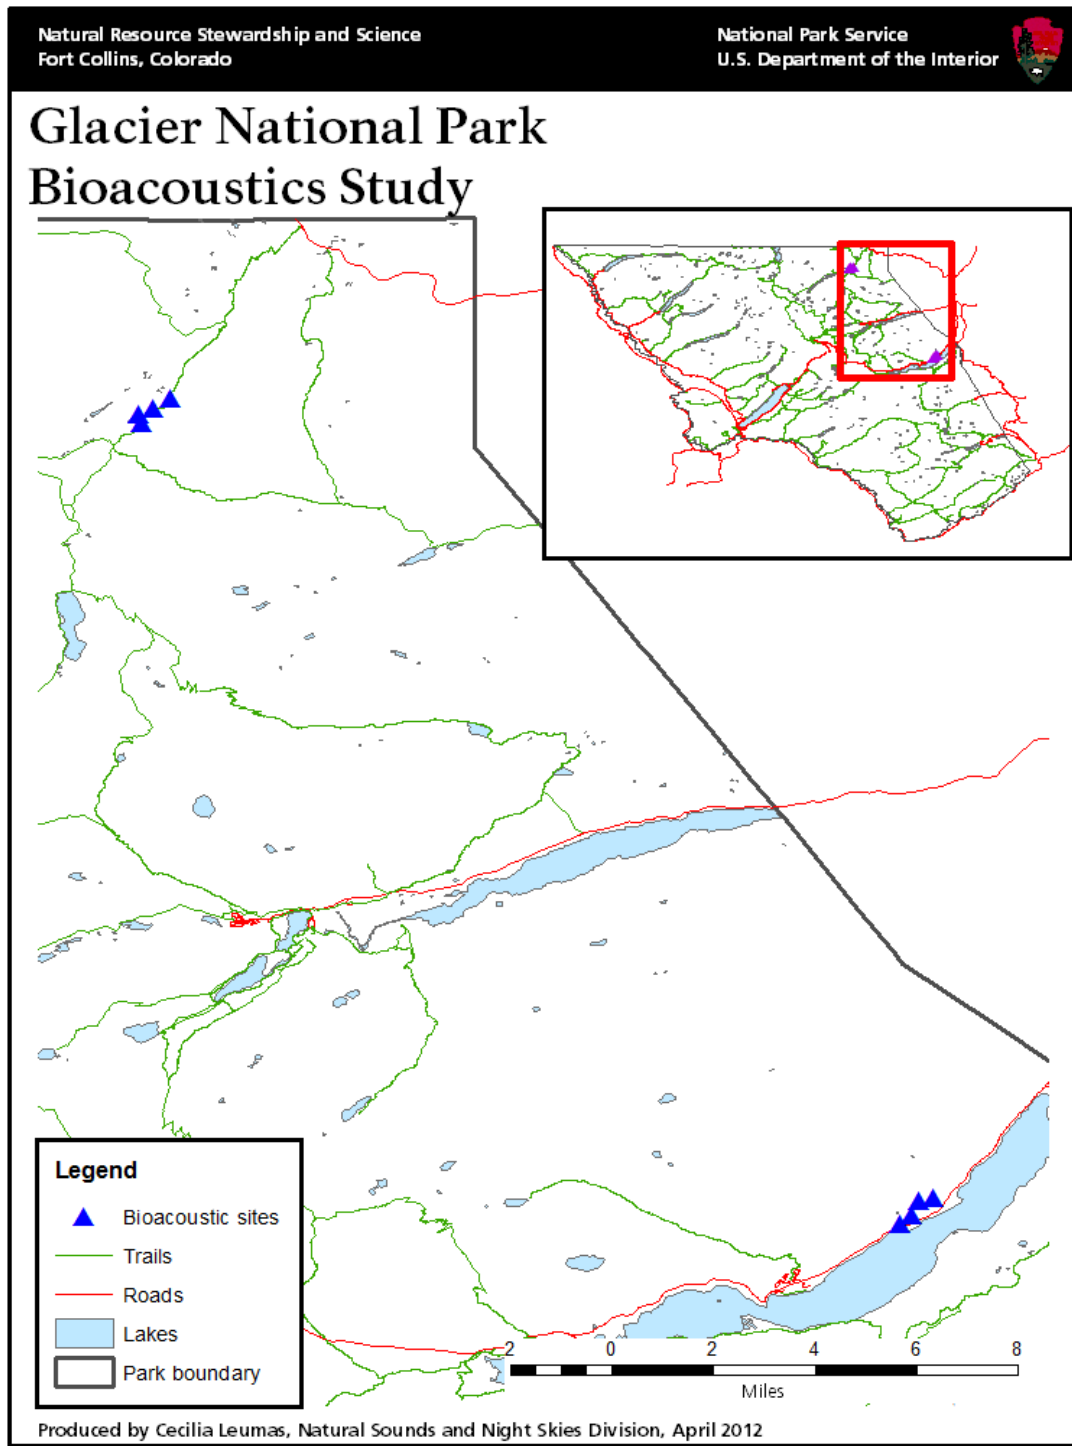 Natural Resource Stewardship and Science
Fort Collins, Colorado
National Park Service
U.S. Department of the Interior
Glacier National Park
Bioacoustics Study
Legend
Bioacoustic sites
Trails
Roads
Lakes
Park boundary
2 0 2 4 6 8
Miles
Produced by Cecilia Leumas, Natural Sounds and Night Skies Division, April 2012